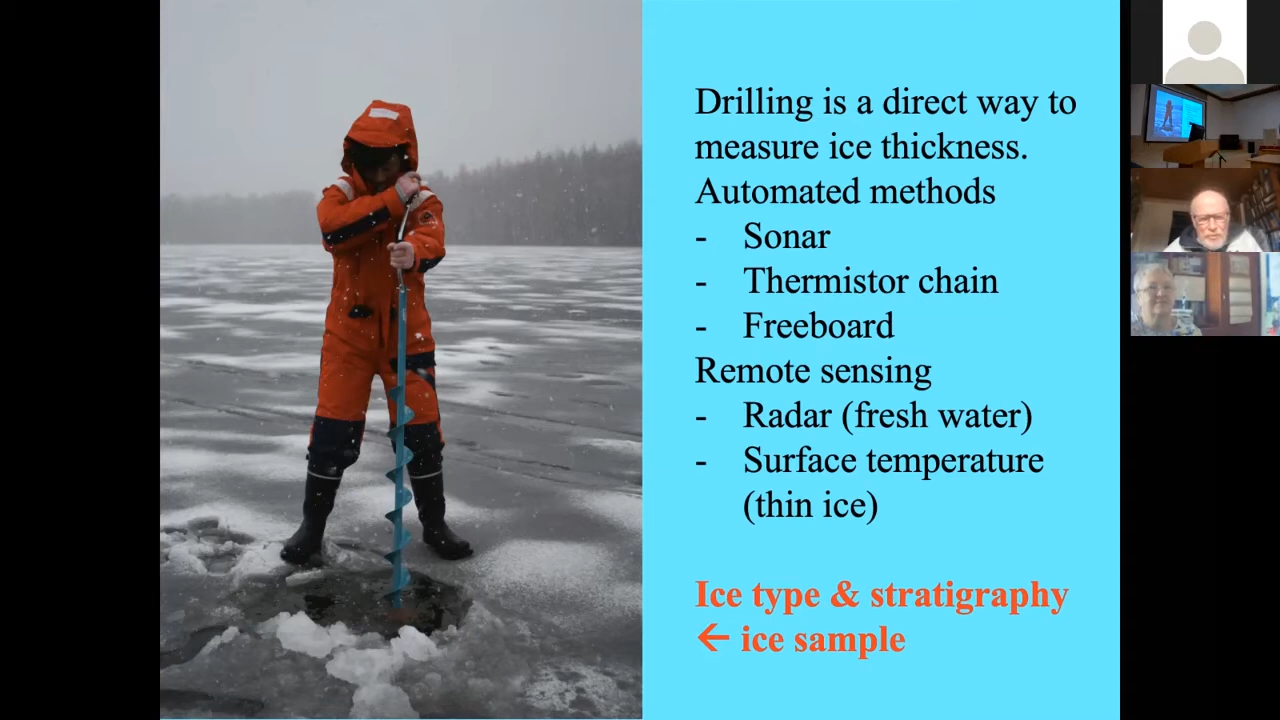 Drilling is a direct way to
measure ice thickness.
Automated methods
- Sonar
- Thermistor chain
- Freeboard
Remote sensing
- Radar (fresh water)
- Surface temperature
(thin ice)
Ice type & stratigraphy
← ice sample